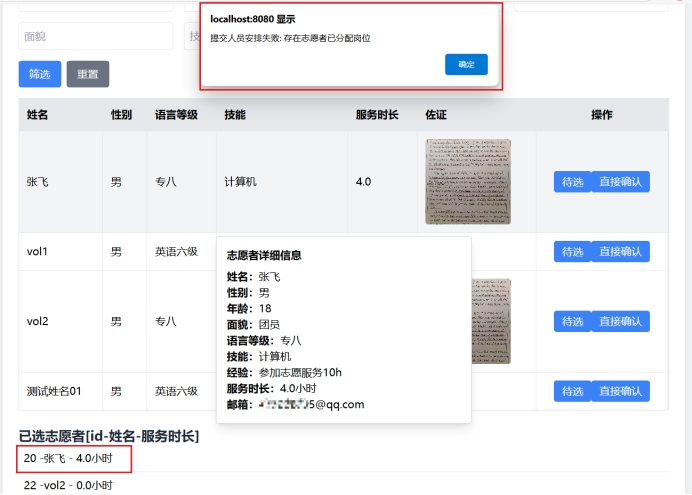 localhost:8080 显示
提交人员安排失败: 存在志愿者已分配岗位
确定
面貌
技
筛选 重置
姓名 性别 语言等级 技能 服务时长 佐证 操作
张飞 男 专八 计算机 4.0 待选 直接确认
vol1 男 英语六级 待选 直接确认
vol2 男 专八 待选 直接确认
测试姓名01 男 英语六级 待选 直接确认
志愿者详细信息
姓名：张飞
性别：男
年龄：18
面貌：团员
语言等级：专八
技能：计算机
经验：参加志愿服务10h
服务时长：4.0小时
邮箱：5@qq.com
已选志愿者[id-姓名-服务时长]
20 -张飞 - 4.0小时
22 -vol2 - 0.0小时